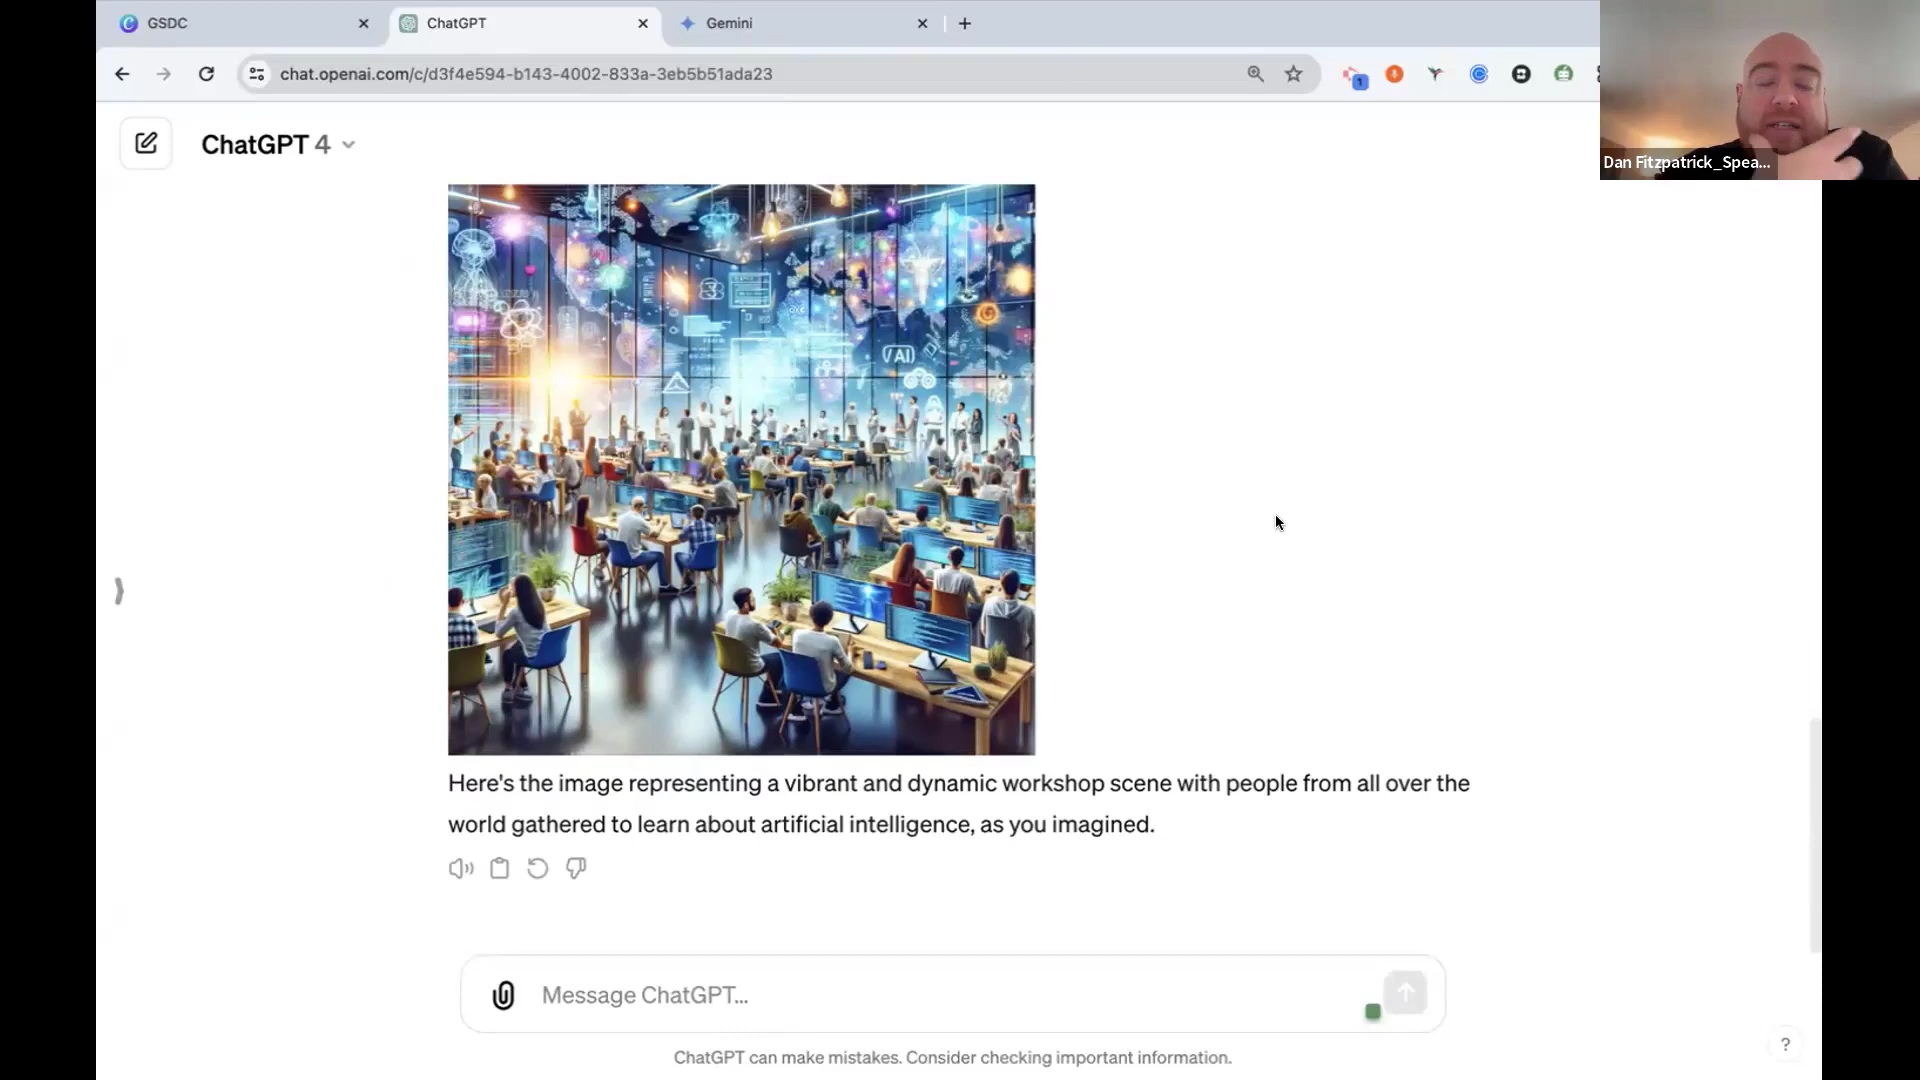 GSDC
ChatGPT
Gemini
chat.openai.com/c/d3f4e594-b143-4002-833a-3eb5b51ada23
1
Dan Fitzpatrick_Spea...
ChatGPT 4
AI
Here's the image representing a vibrant and dynamic workshop scene with people from all over the
world gathered to learn about artificial intelligence, as you imagined.
Message ChatGPT...
ChatGPT can make mistakes. Consider checking important information.
?